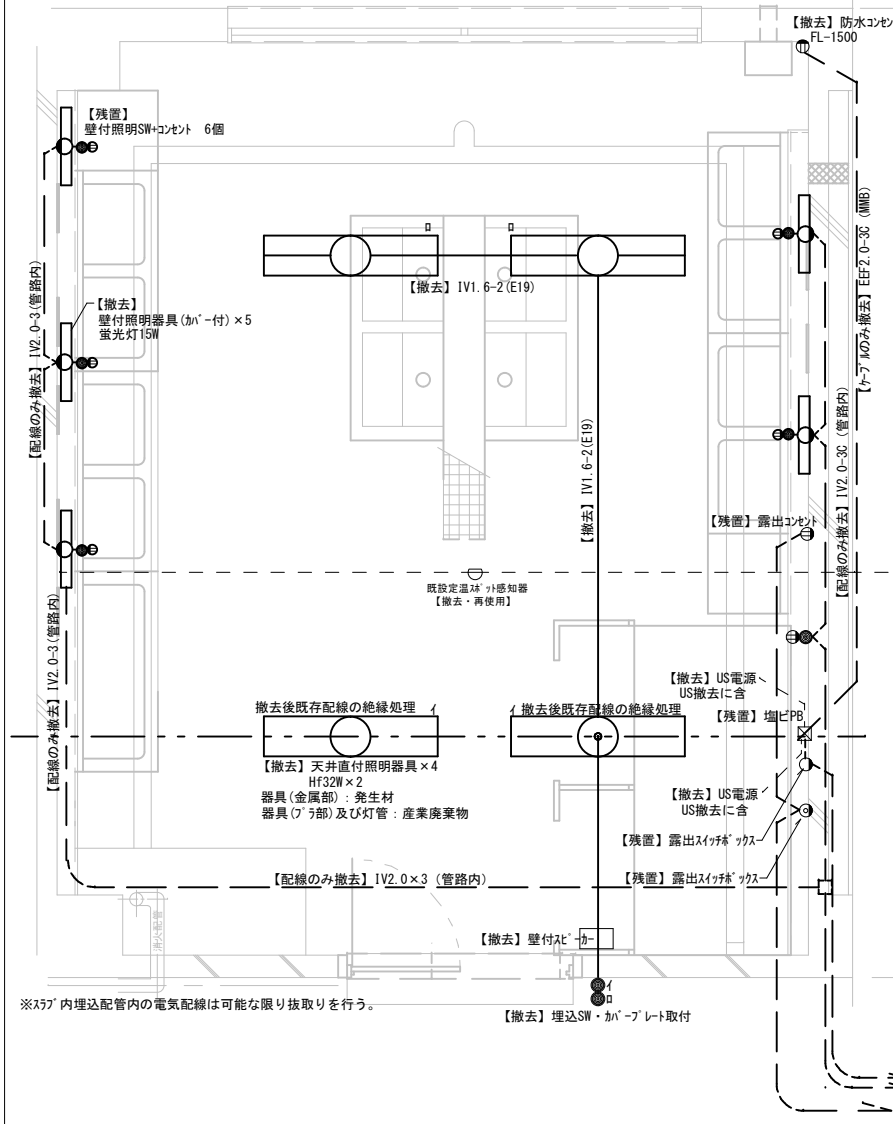 【撤去】防水コンセン
FL-1500
【残置】
壁付照明SW+コンセント 6個
【配線のみ撤去】IV2.0-3(管路内)
【撤去】
壁付照明器具(カバー付)×5
蛍光灯15W
ロ
ロ
【撤去】IV1.6-2(E19)
【撤去】IV1.6-2(E19)
【ケーブルのみ撤去】EEF2.0-3C (MMB)
【配線のみ撤去】IV2.0-3C (管路内)
【残置】露出コンセント
既設定温スポット感知器
【撤去・再使用】
【配線のみ撤去】IV2.0-3(管路内)
【撤去】US電源
US撤去に含
【残置】塩ビPB
撤去後既存配線の絶縁処理 イ
イ 撤去後既存配線の絶縁処理
【撤去】天井直付照明器具×4
Hf32W×2
器具(金属部):発生材
器具(プラ部)及び灯管:産業廃棄物
【撤去】US電源
US撤去に含
【残置】露出スイッチボックス
【残置】露出スイッチボックス
【配線のみ撤去】IV2.0×3 (管路内)
消火配管
【撤去】壁付スピーカー
イ
ロ
※スラブ内埋込配管内の電気配線は可能な限り抜取りを行う。
【撤去】埋込SW・カバープレート取付